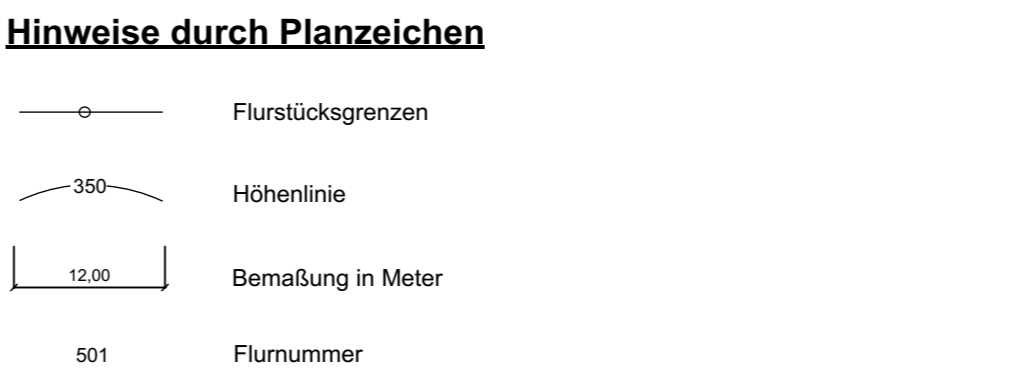 Hinweise durch Planzeichen
Flurstücksgrenzen
350 Höhenlinie
12,00 Bemaßung in Meter
501 Flurnummer